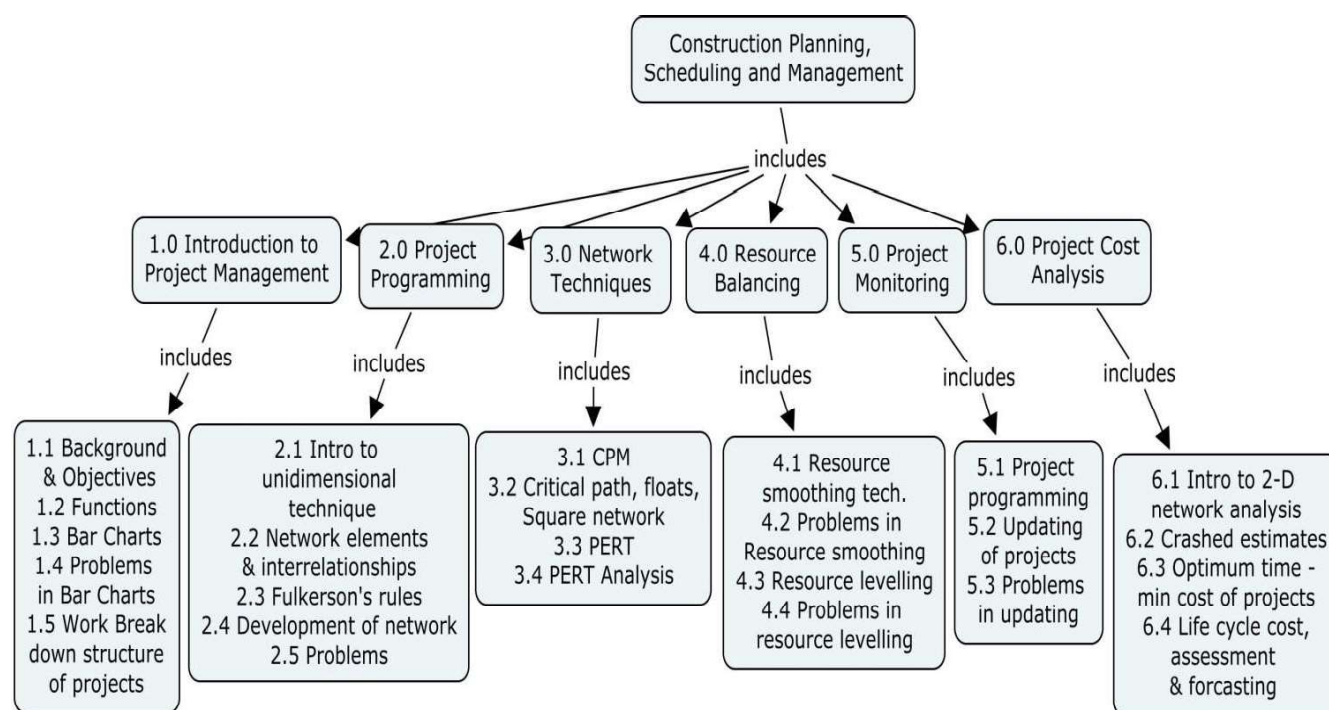 Construction Planning,
Scheduling and Management
includes
1.0 Introduction to
Project Management
2.0 Project
Programming
3.0 Network
Techniques
4.0 Resource
Balancing
5.0 Project
Monitoring
6.0 Project Cost
Analysis
includes
includes
includes
includes
includes
includes
1.1 Background
& Objectives
1.2 Functions
1.3 Bar Charts
1.4 Problems
in Bar Charts
1.5 Work Break
down structure
of projects
2.1 Intro to
unidimensional
technique
2.2 Network elements
& interrelationships
2.3 Fulkerson's rules
2.4 Development of network
2.5 Problems
3.1 CPM
3.2 Critical path, floats,
Square network
3.3 PERT
3.4 PERT Analysis
4.1 Resource
smoothing tech.
4.2 Problems in
Resource smoothing
4.3 Resource levelling
4.4 Problems in
resource levelling
5.1 Project
programming
5.2 Updating
of projects
5.3 Problems
in updating
6.1 Intro to 2-D
network analysis
6.2 Crashed estimates
6.3 Optimum time -
min cost of projects
6.4 Life cycle cost,
assessment
& forcasting